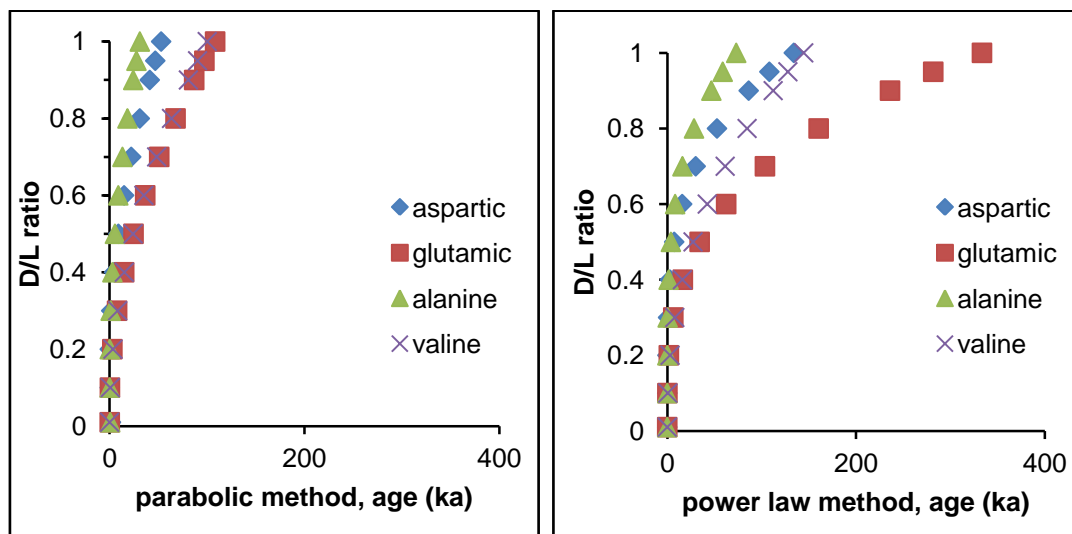 1
0.8
0.6
0.4
0.2
0
D/L ratio
aspartic
glutamic
alanine
valine
0
200
400
parabolic method, age (ka)
1
0.8
0.6
0.4
0.2
0
D/L ratio
aspartic
glutamic
alanine
valine
0
200
400
power law method, age (ka)